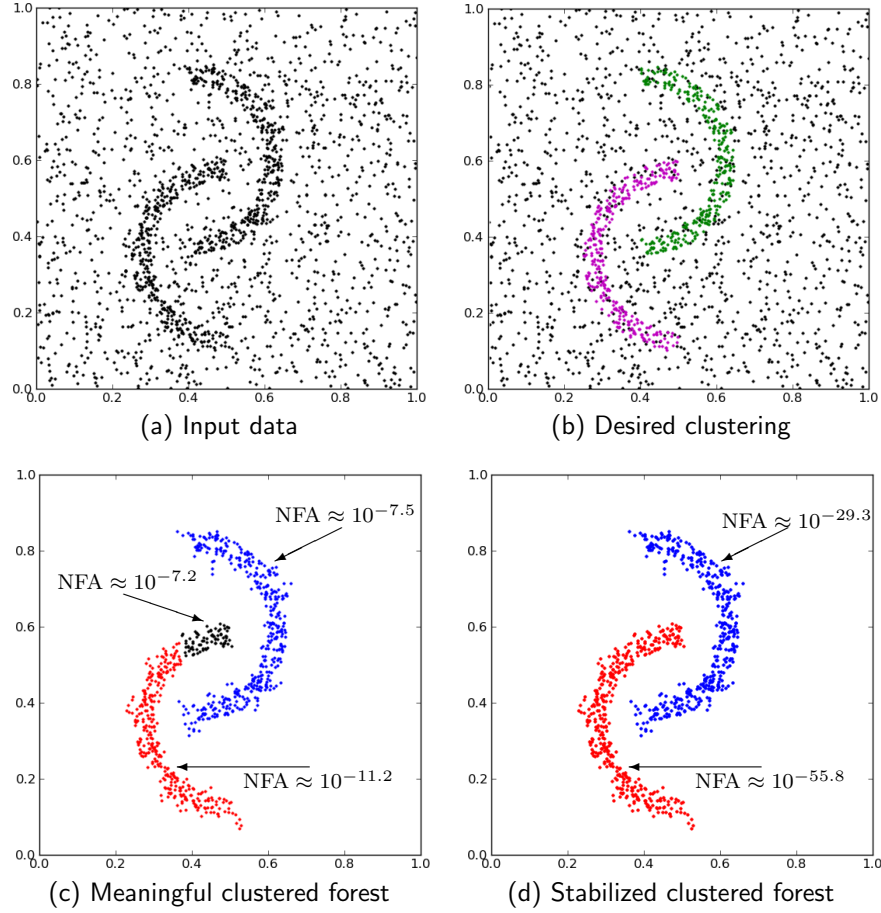 1.0
0.8
0.6
0.4
0.2
0.0
0.0 0.2 0.4 0.6 0.8 1.0
(a) Input data
1.0
0.8
0.6
0.4
0.2
0.0
0.0 0.2 0.4 0.6 0.8 1.0
(b) Desired clustering
1.0
0.8
0.6
0.4
0.2
0.0
NFA ≈ 10^{-7.5}
NFA ≈ 10^{-7.2}
NFA ≈ 10^{-11.2}
0.0 0.2 0.4 0.6 0.8 1.0
(c) Meaningful clustered forest
1.0
0.8
0.6
0.4
0.2
0.0
NFA ≈ 10^{-29.3}
NFA ≈ 10^{-55.8}
0.0 0.2 0.4 0.6 0.8 1.0
(d) Stabilized clustered forest